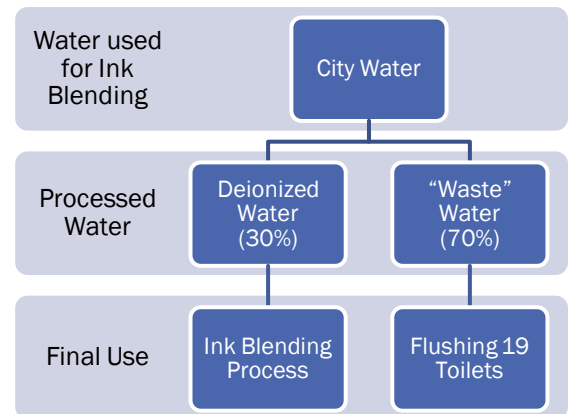 Water used
for Ink
Blending
City Water
Processed
Water
Deionized
Water
(30%)
“Waste”
Water
(70%)
Final Use
Ink Blending
Process
Flushing 19
Toilets